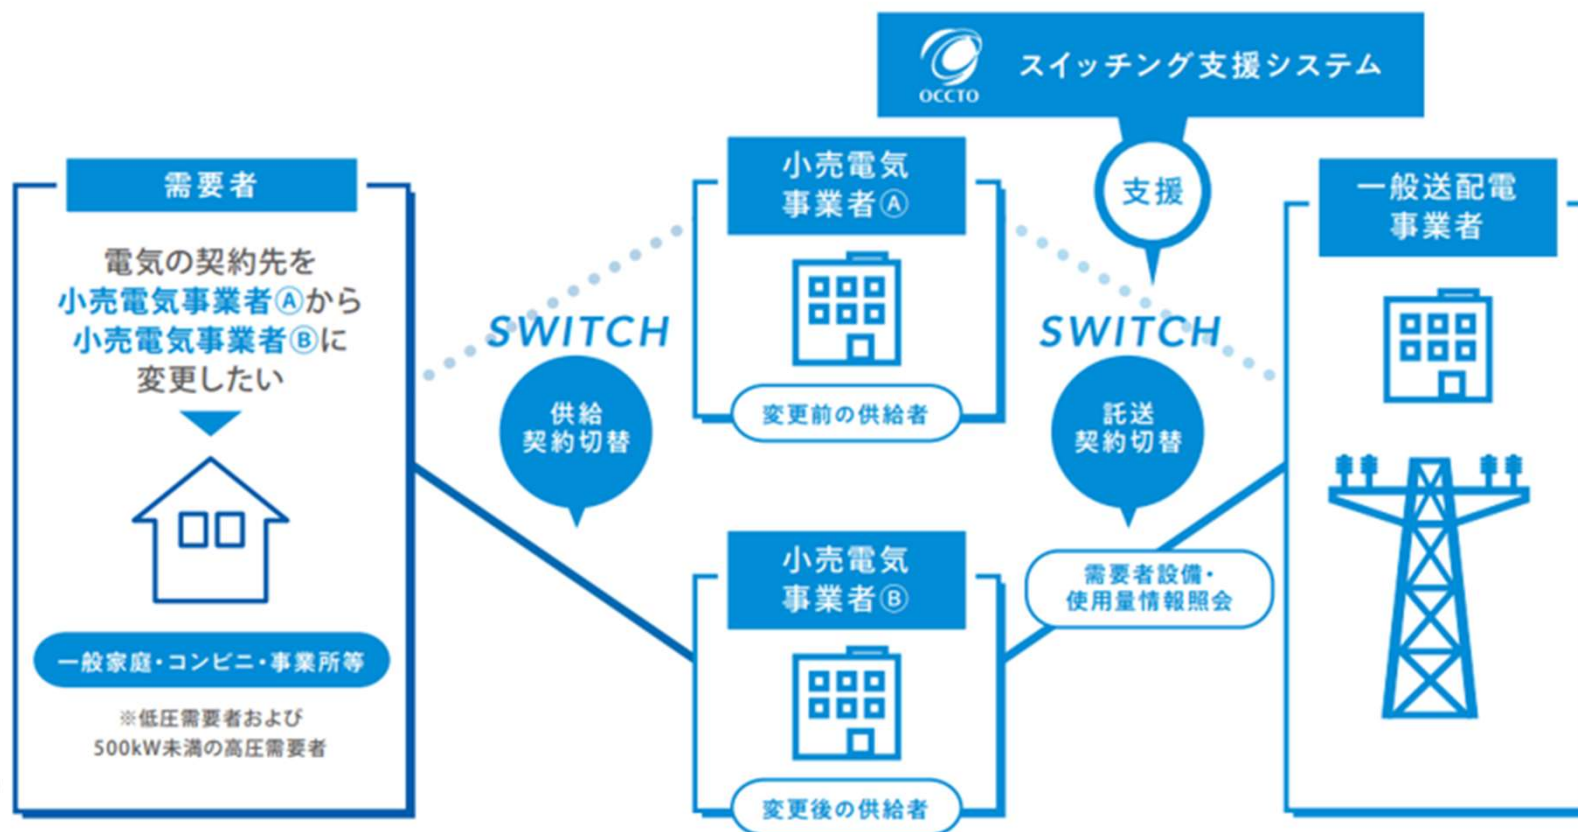 OCCTO
スイッチング支援システム
支援
需要者
電気の契約先を
小売電気事業者Ⓐから
小売電気事業者Ⓑに
変更したい
一般家庭・コンビニ・事業所等
※低圧需要者および
500kW未満の高圧需要者
SWITCH
供給
契約切替
小売電気
事業者Ⓐ
変更前の供給者
小売電気
事業者Ⓑ
変更後の供給者
SWITCH
託送
契約切替
需要者設備・
使用量情報照会
一般送配電
事業者